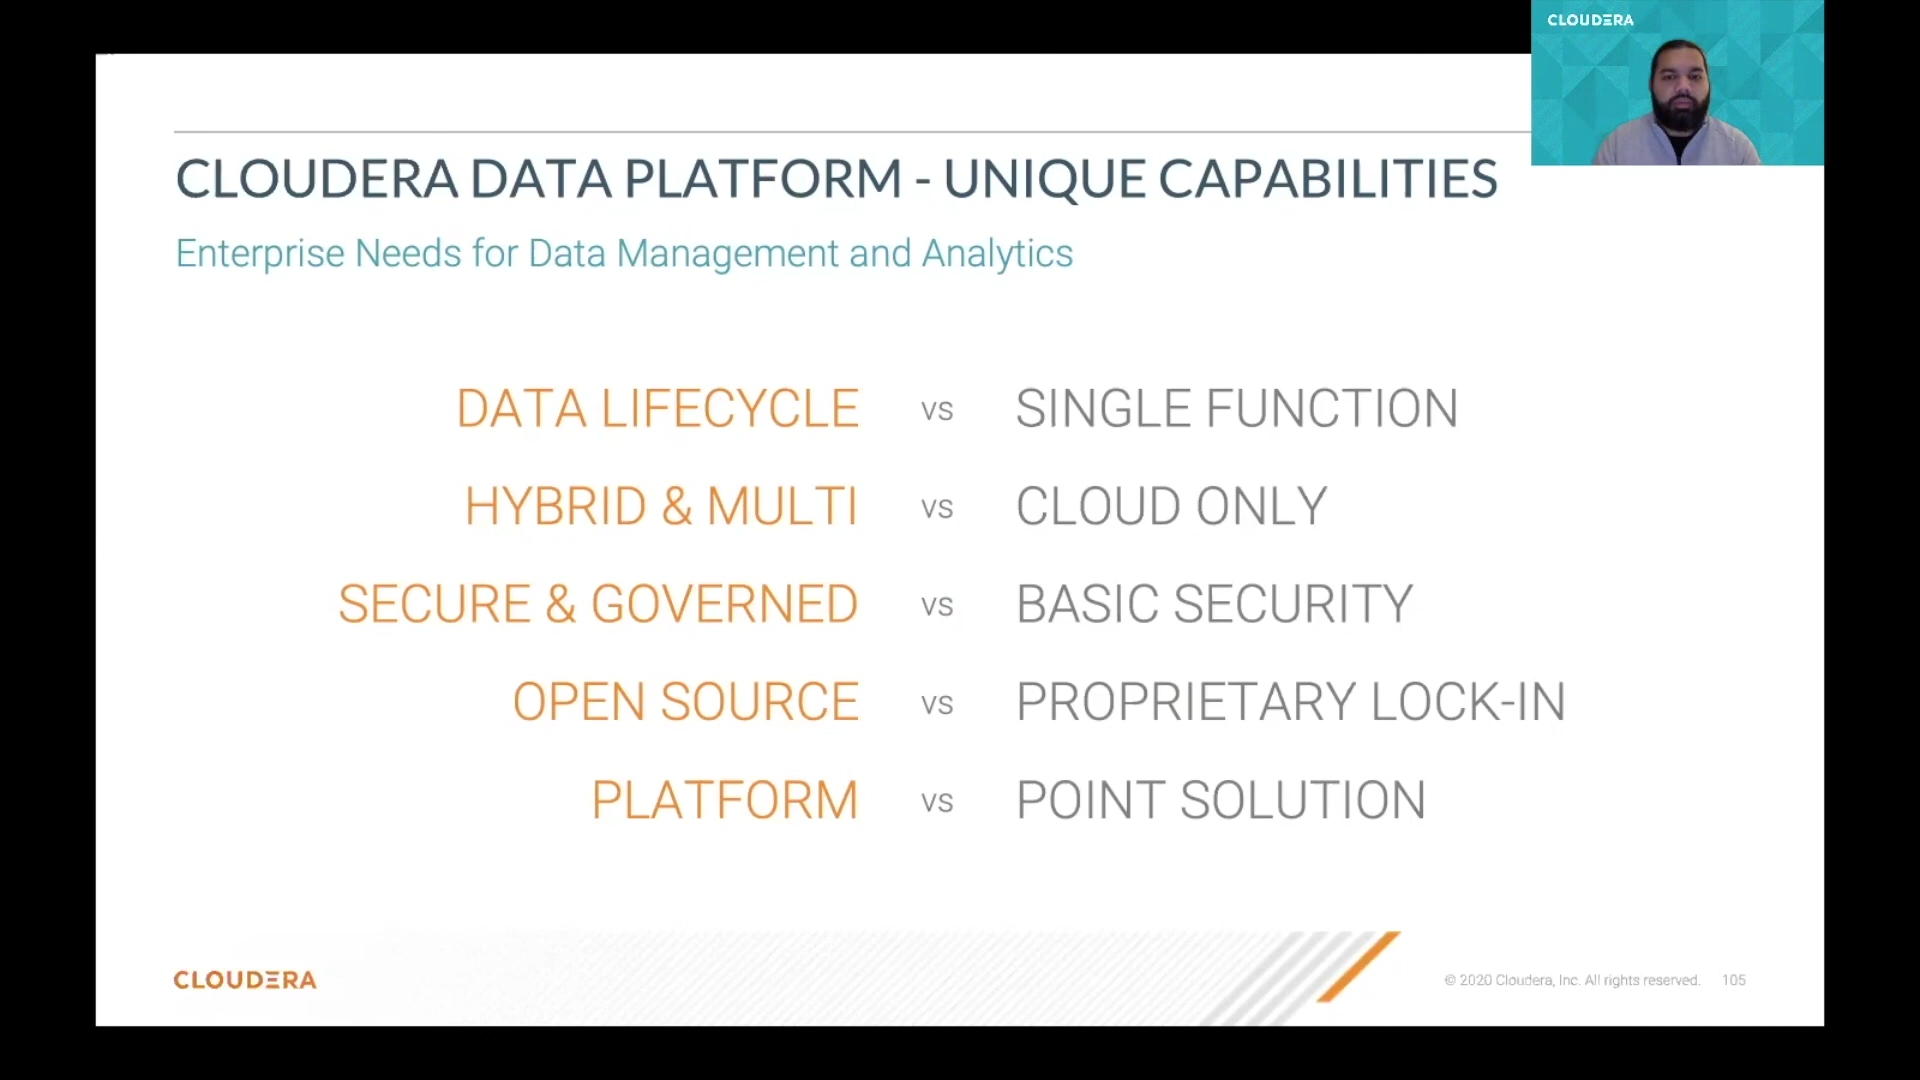 CLOUDERA
CLOUDERA DATA PLATFORM - UNIQUE CAPABILITIES
Enterprise Needs for Data Management and Analytics
DATA LIFECYCLE vs SINGLE FUNCTION
HYBRID & MULTI vs CLOUD ONLY
SECURE & GOVERNED vs BASIC SECURITY
OPEN SOURCE vs PROPRIETARY LOCK-IN
PLATFORM vs POINT SOLUTION
CLOUDERA
© 2020 Cloudera, Inc. All rights reserved. 105